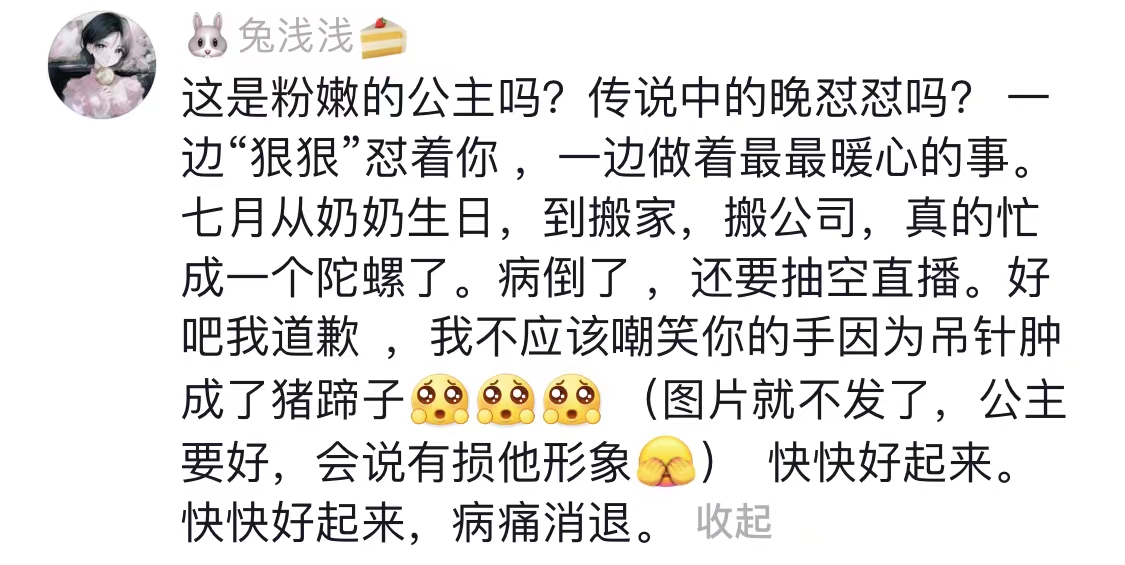 🐰兔浅浅🍰
这是粉嫩的公主吗？传说中的晚怼怼吗？ 一
边“狠狠”怼着你 ，一边做着最最暖心的事。
七月从奶奶生日，到搬家，搬公司，真的忙
成一个陀螺了。病倒了 ，还要抽空直播。好
吧我道歉 ，我不应该嘲笑你的手因为吊针肿
成了猪蹄子🥺🥺🥺 （图片就不发了，公主
要好，会说有损他形象🫣） 快快好起来。
快快好起来，病痛消退。 收起